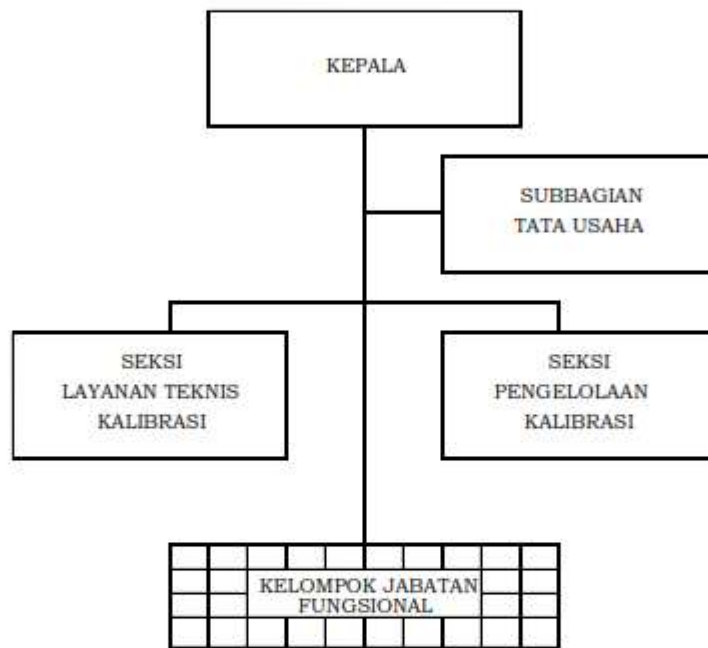 KEPALA
SUBBAGIAN
TATA USAHA
SEKSI
LAYANAN TEKNIS
KALIBRASI
SEKSI
PENGELOLAAN
KALIBRASI
KELOMPOK JABATAN
FUNGSIONAL